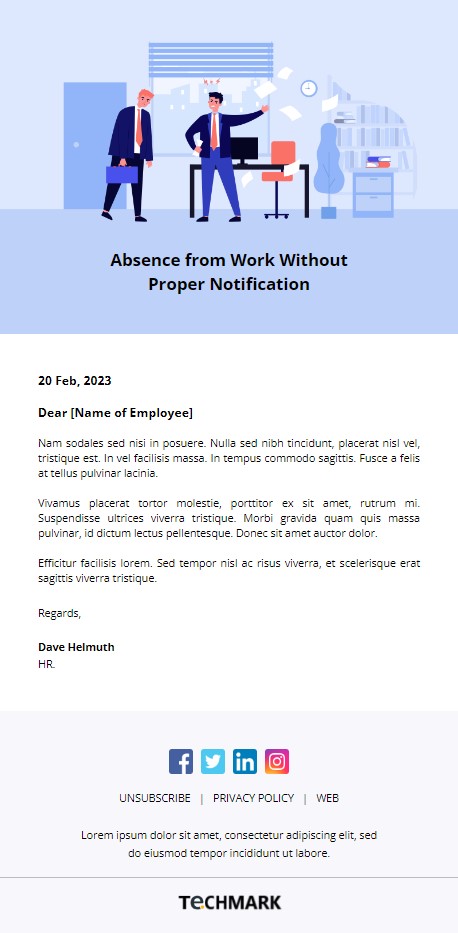 Absence from Work Without
Proper Notification
20 Feb, 2023
Dear [Name of Employee]
Nam sodales sed nisi in posuere. Nulla sed nibh tincidunt, placerat nisl vel,
tristique est. In vel facilisis massa. In tempus commodo sagittis. Fusce a felis
at tellus pulvinar lacinia.
Vivamus placerat tortor molestie, porttitor ex sit amet, rutrum mi.
Suspendisse ultrices viverra tristique. Morbi gravida quam quis massa
pulvinar, id dictum lectus pellentesque. Donec sit amet auctor dolor.
Efficitur facilisis lorem. Sed tempor nisl ac risus viverra, et scelerisque erat
sagittis viverra tristique.
Regards,
Dave Helmuth
HR.
UNSUBSCRIBE | PRIVACY POLICY | WEB
Lorem ipsum dolor sit amet, consectetur adipiscing elit, sed
do eiusmod tempor incididunt ut labore.
TeCHMARK